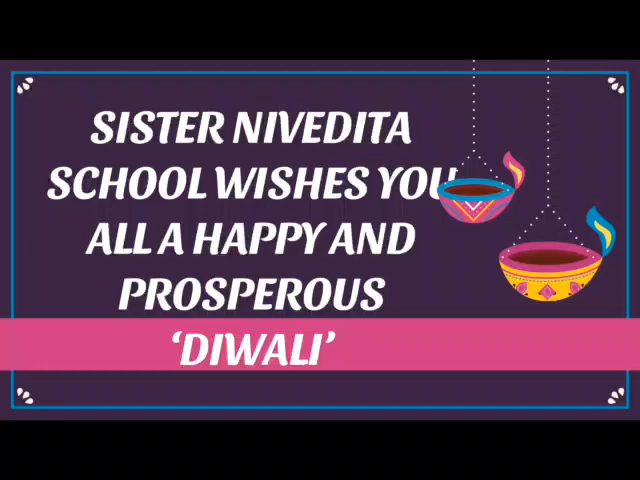 SISTER NIVEDITA
SCHOOL WISHES YOU
ALL A HAPPY AND
PROSPEROUS
‘DIWALI’